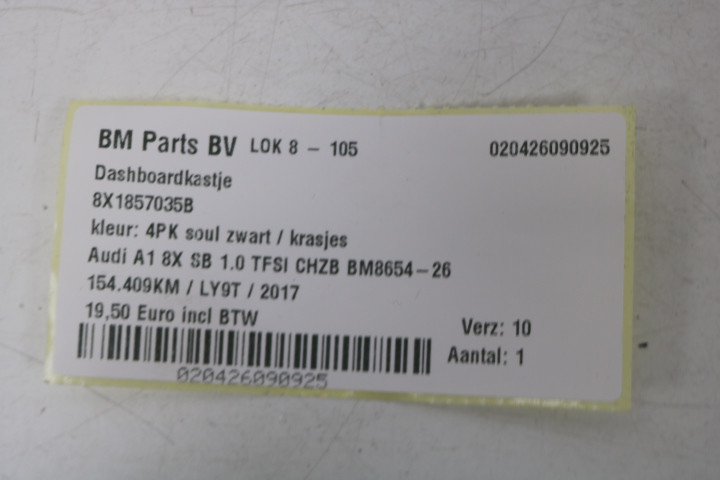 BM Parts BV LOK 8 - 105 020426090925
Dashboardkastje
8X1857035B
kleur: 4PK soul zwart / krasjes
Audi A1 8X SB 1.0 TFSI CHZB BM8654-26
154.409KM / LY9T / 2017
19,50 Euro incl BTW
Verz: 10
Aantal: 1
020426090925